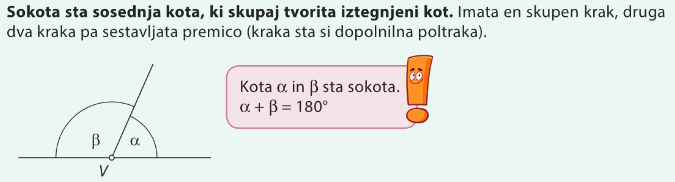 Sokota sta sosednja kota, ki skupaj tvorita iztegnjeni kot. Imata en skupen krak, druga
dva kraka pa sestavljata premico (kraka sta si dopolnilna poltraka).
Kota α in β sta sokota.
α + β = 180°
β α
V